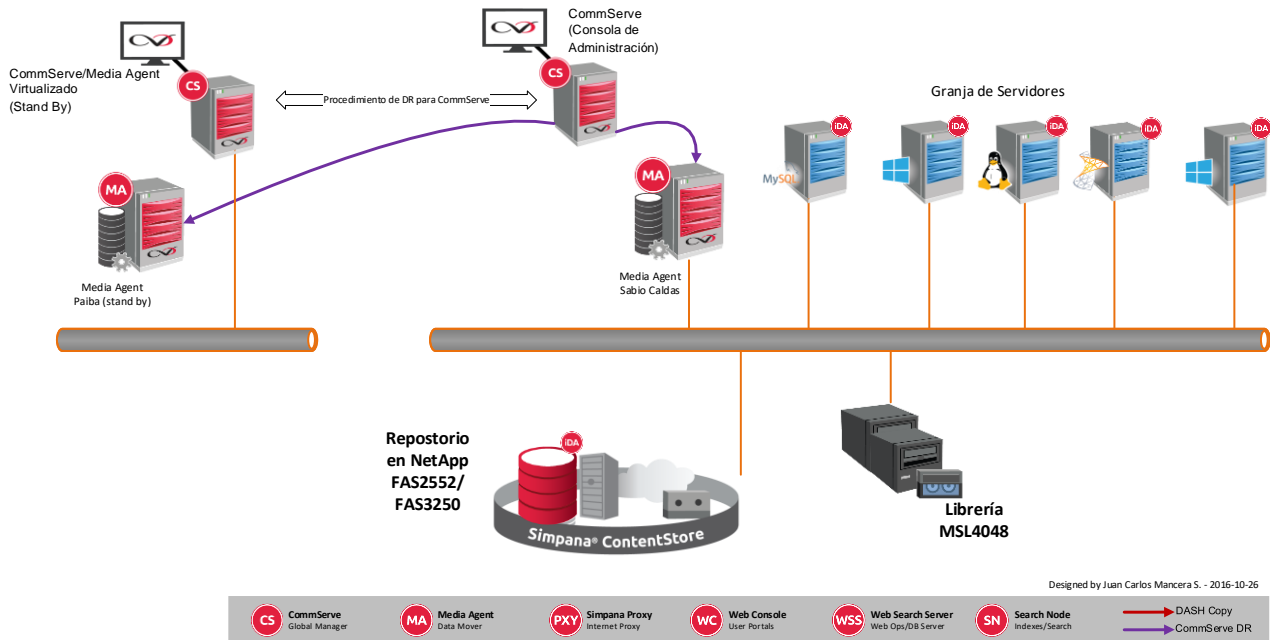 CommServe
(Consola de
Administración)
CS
CommServe/Media Agent
Virtualizado
(Stand By)
CS
Procedimiento de DR para CommServe
Granja de Servidores
iDA
iDA
iDA
iDA
iDA
MySQL
MA
MA
Media Agent
Paiba (stand by)
Media Agent
Sabio Caldas
Repostorio
en NetApp
FAS2552/
FAS3250
iDA
Simpana® ContentStore
Librería
MSL4048
Designed by Juan Carlos Mancera S. - 2016-10-26
CS
CommServe
Global Manager
MA
Media Agent
Data Mover
PXY
Simpana Proxy
Internet Proxy
WC
Web Console
User Portals
WSS
Web Search Server
Web Ops/DB Server
SN
Search Node
Indexes/Search
DASH Copy
CommServe DR